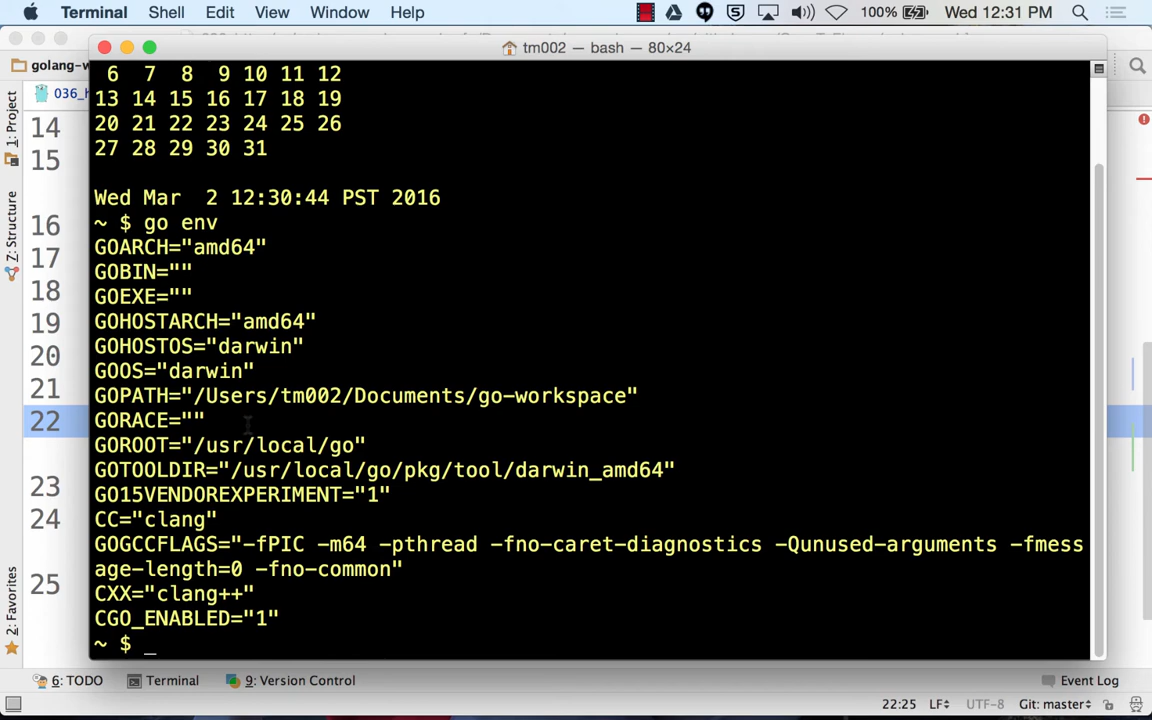 Terminal Shell Edit View Window Help 100% Wed 12:31 PM
tm002 — bash — 80×24
golang-w
036_h
1: Project
Z: Structure
2: Favorites
14
15
16
17
18
19
20
21
22
23
24
25
6 7 8 9 10 11 12
13 14 15 16 17 18 19
20 21 22 23 24 25 26
27 28 29 30 31
Wed Mar 2 12:30:44 PST 2016
~ $ go env
GOARCH="amd64"
GOBIN=""
GOEXE=""
GOHOSTARCH="amd64"
GOHOSTOS="darwin"
GOOS="darwin"
GOPATH="/Users/tm002/Documents/go-workspace"
GORACE=""
GOROOT="/usr/local/go"
GOTOOLDIR="/usr/local/go/pkg/tool/darwin_amd64"
GO15VENDOREXPERIMENT="1"
CC="clang"
GOGCCFLAGS="-fPIC -m64 -pthread -fno-caret-diagnostics -Qunused-arguments -fmess
age-length=0 -fno-common"
CXX="clang++"
CGO_ENABLED="1"
~ $ _
6: TODO Terminal 9: Version Control Event Log
22:25 LF÷ UTF-8 Git: master÷